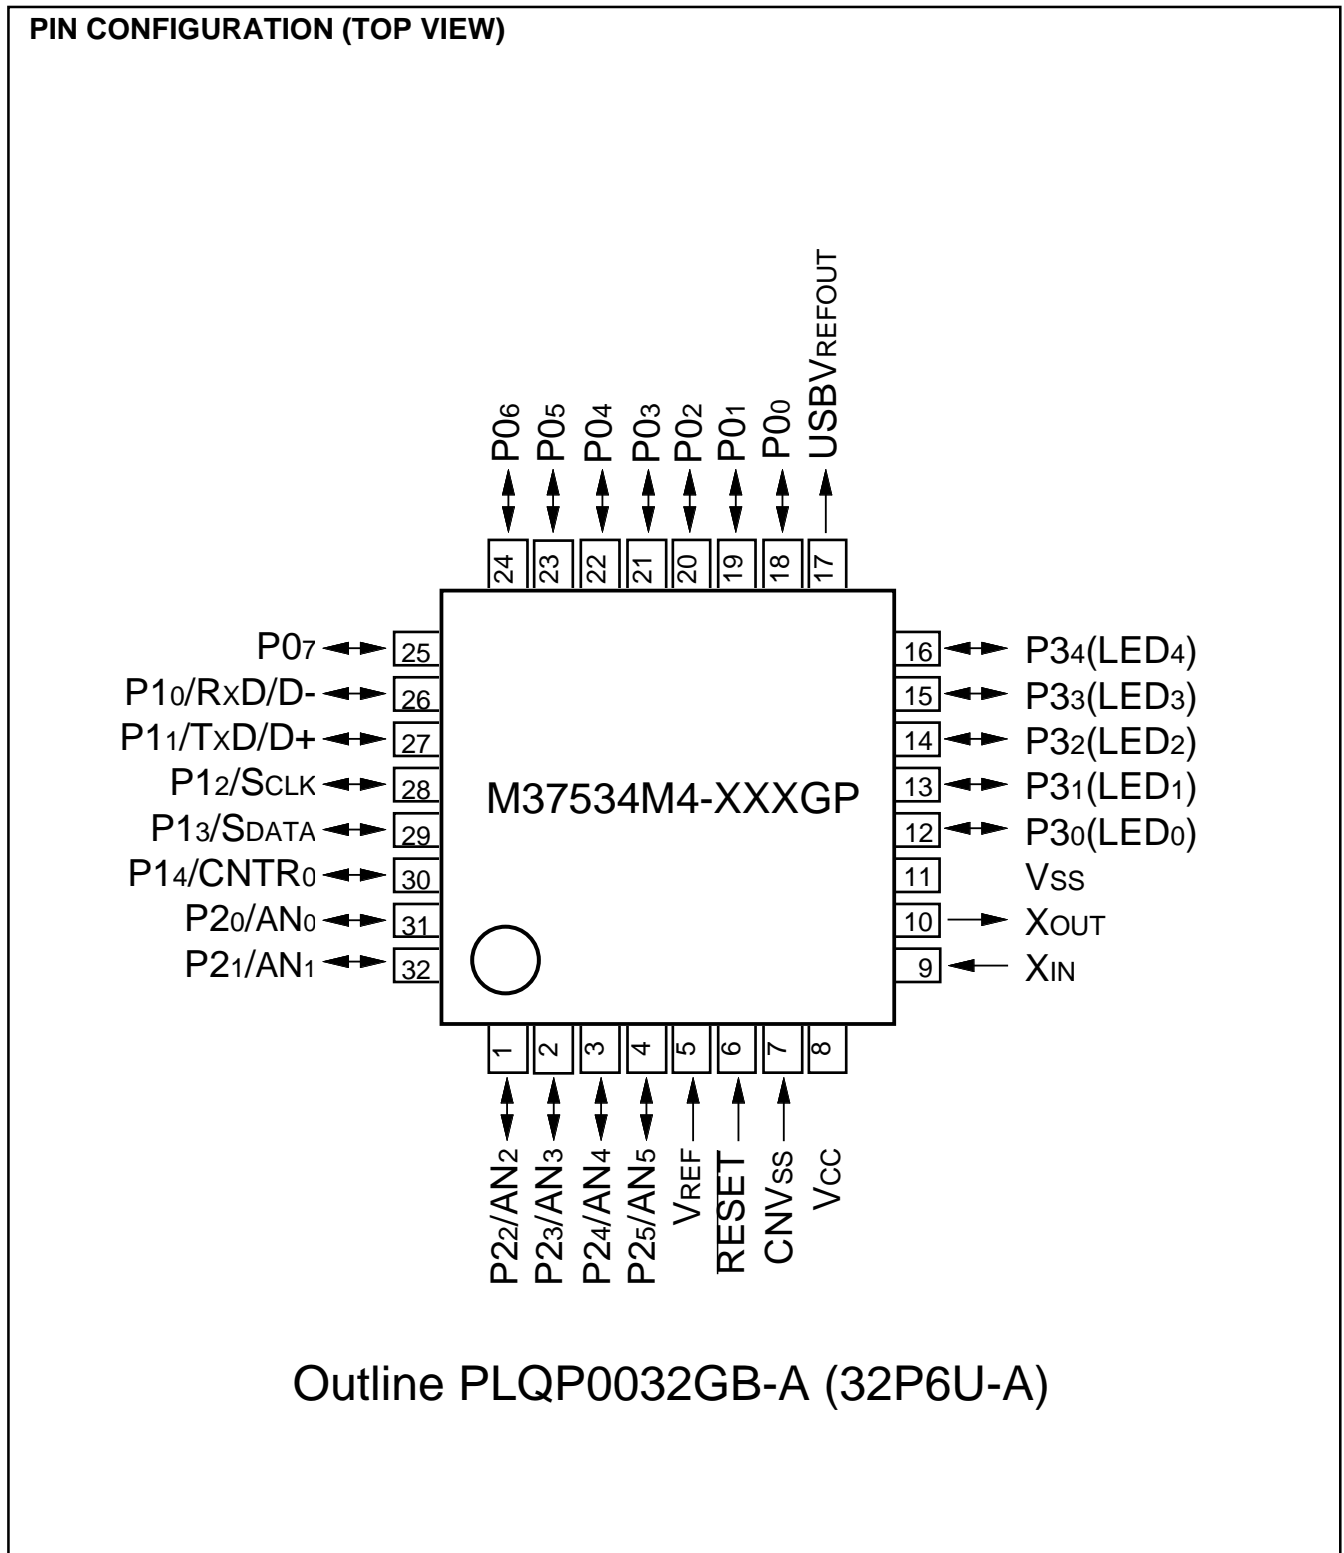 PIN CONFIGURATION (TOP VIEW)
P06
P05
P04
P03
P02
P01
P00
USBVREFOUT
24
23
22
21
20
19
18
17
P07 25
P10/RXD/D- 26
P11/TXD/D+ 27
P12/SCLK 28
P13/SDATA 29
P14/CNTR0 30
P20/AN0 31
P21/AN1 32
M37534M4-XXXGP
16 P34(LED4)
15 P33(LED3)
14 P32(LED2)
13 P31(LED1)
12 P30(LED0)
11 VSS
10 XOUT
9 XIN
1
2
3
4
5
6
7
8
P22/AN2
P23/AN3
P24/AN4
P25/AN5
VREF
RESET
CNVSS
VCC
Outline PLQP0032GB-A (32P6U-A)